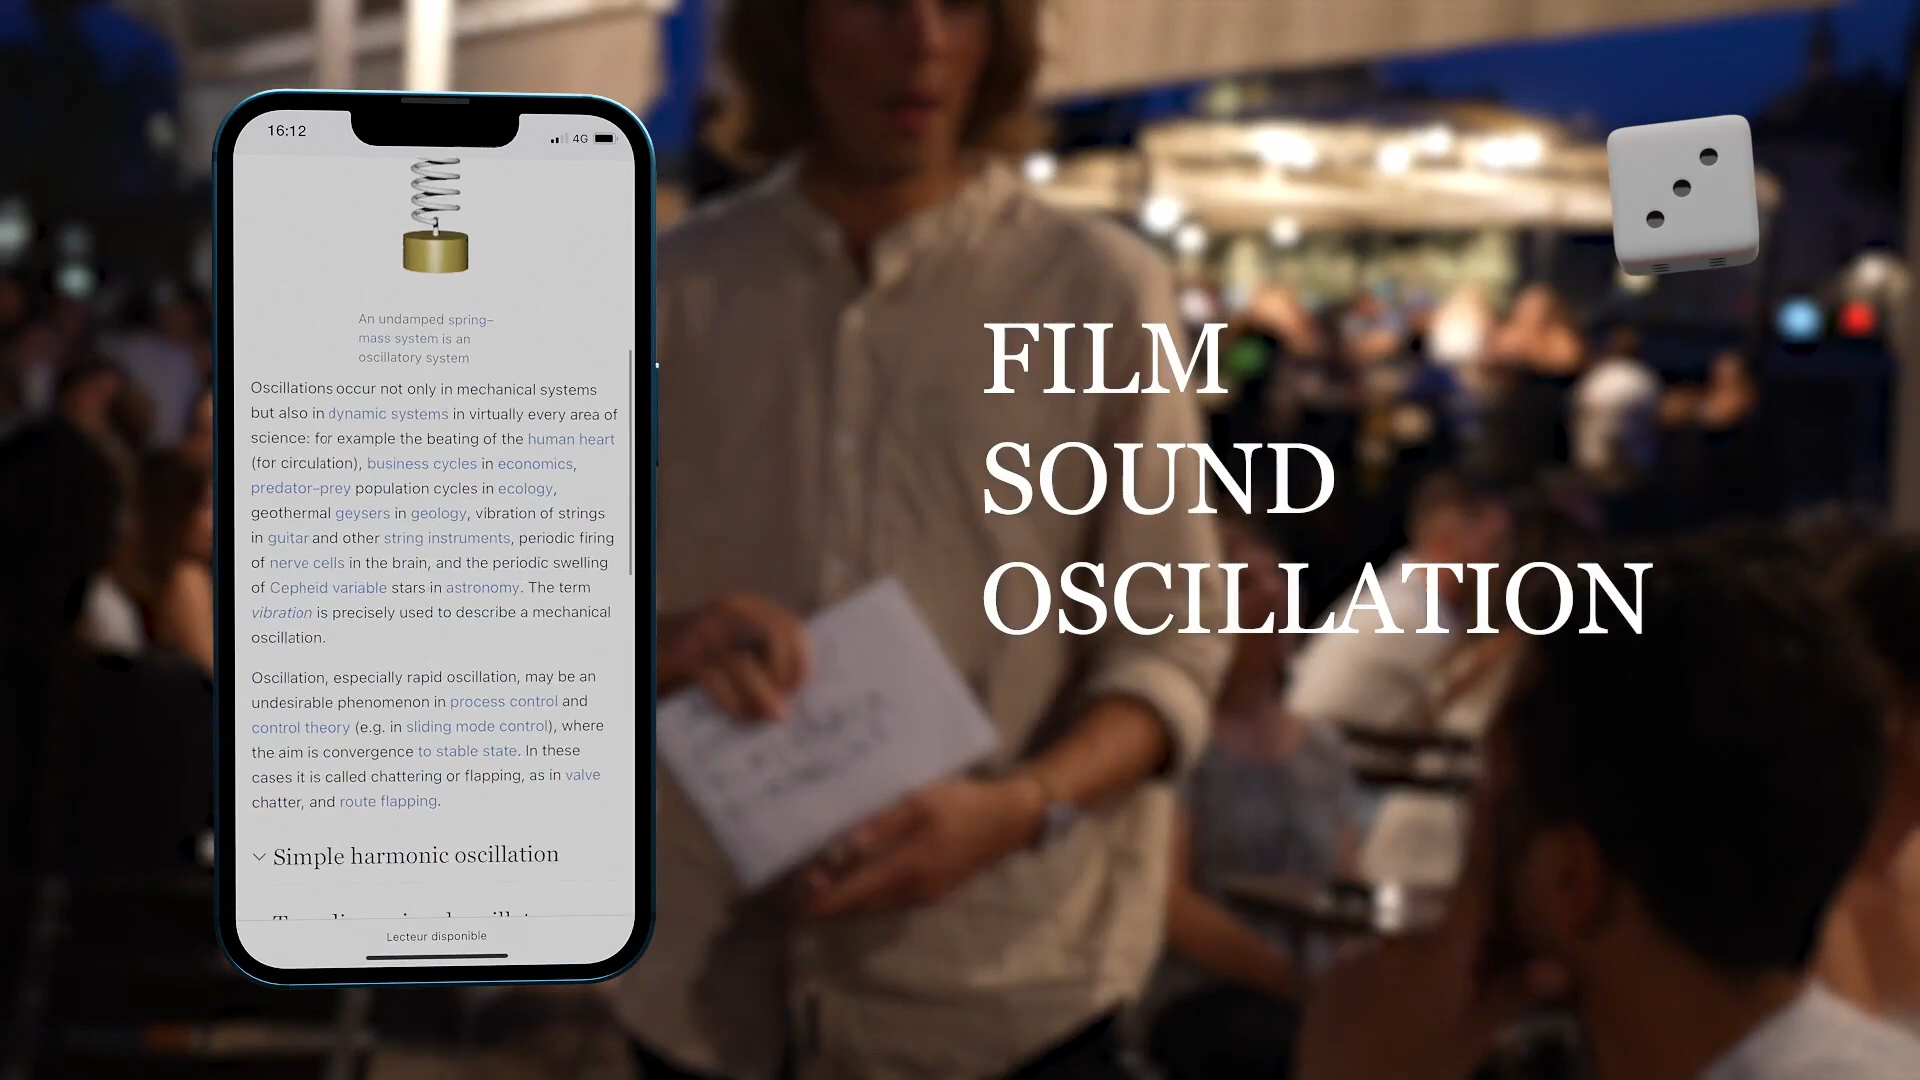 16:12
4G
An undamped spring–
mass system is an
oscillatory system
Oscillations occur not only in mechanical systems
but also in dynamic systems in virtually every area of
science: for example the beating of the human heart
(for circulation), business cycles in economics,
predator–prey population cycles in ecology,
geothermal geysers in geology, vibration of strings
in guitar and other string instruments, periodic firing
of nerve cells in the brain, and the periodic swelling
of Cepheid variable stars in astronomy. The term
vibration is precisely used to describe a mechanical
oscillation.
Oscillation, especially rapid oscillation, may be an
undesirable phenomenon in process control and
control theory (e.g. in sliding mode control), where
the aim is convergence to stable state. In these
cases it is called chattering or flapping, as in valve
chatter, and route flapping.
Simple harmonic oscillation
Lecteur disponible
FILM
SOUND
OSCILLATION